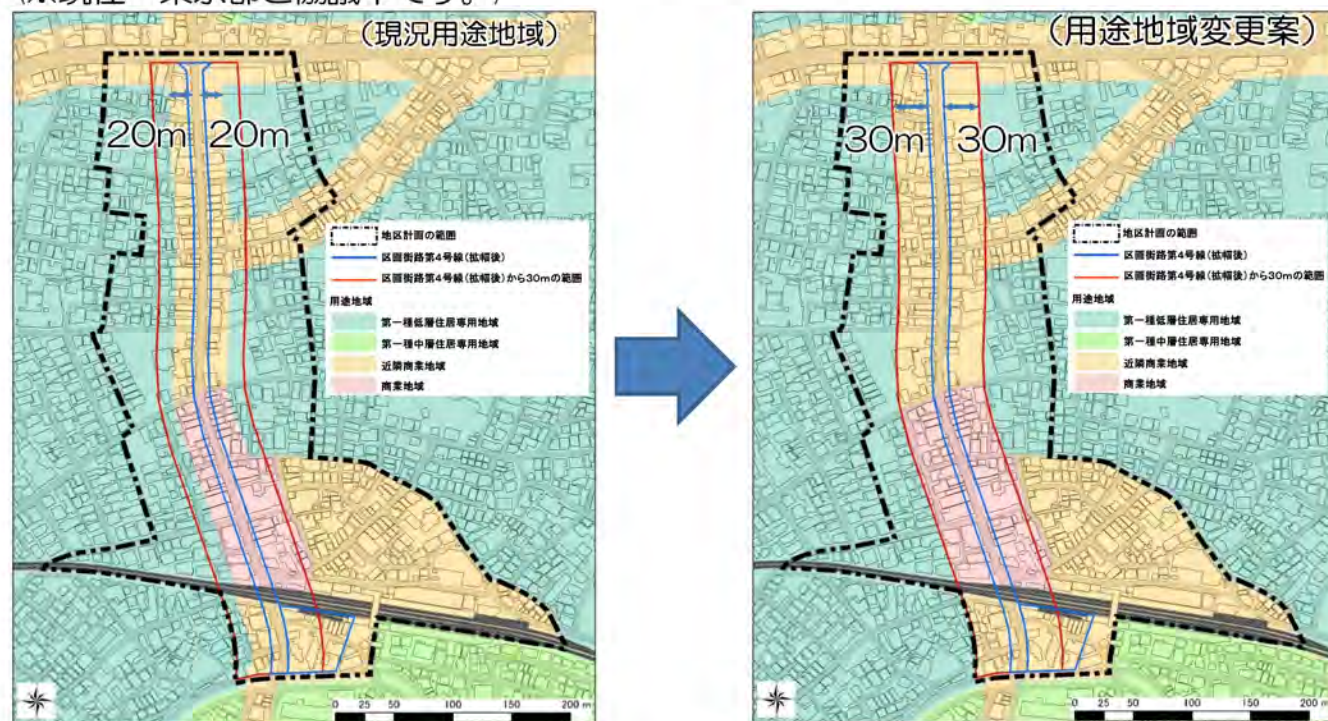 （現況用途地域）
20m 20m
地区計画の範囲
区画街路第4号線（拡幅後）
区画街路第4号線（拡幅後）から30mの範囲
用途地域
第一種低層住居専用地域
第一種中層住居専用地域
近隣商業地域
商業地域
0 25 50 100 150 200 m
（用途地域変更案）
30m 30m
地区計画の範囲
区画街路第4号線（拡幅後）
区画街路第4号線（拡幅後）から30mの範囲
用途地域
第一種低層住居専用地域
第一種中層住居専用地域
近隣商業地域
商業地域
0 25 50 100 150 200 m